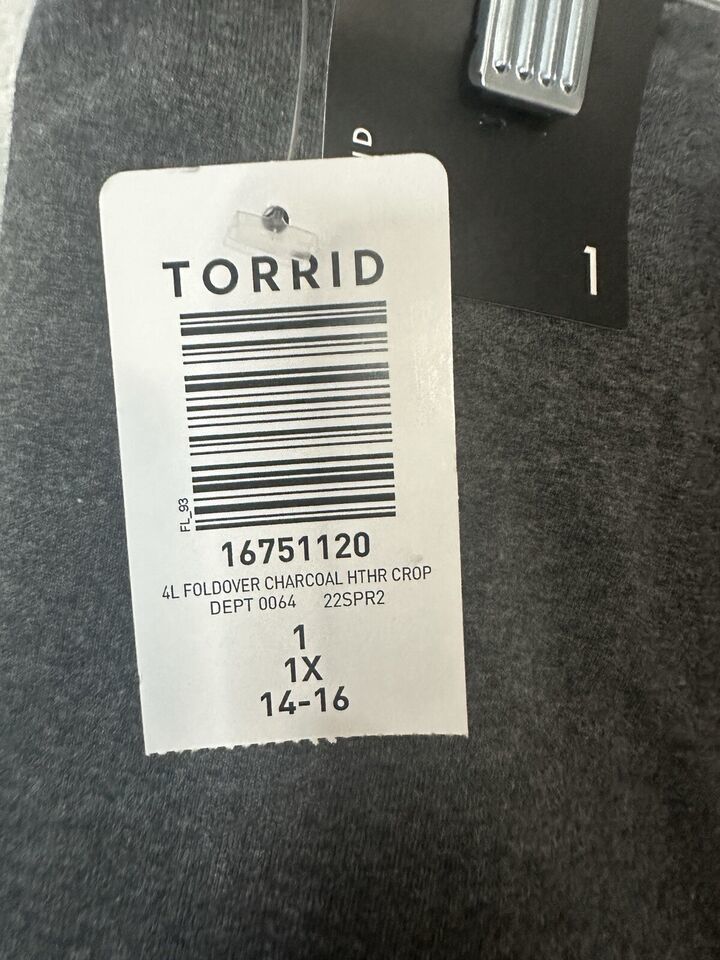 TORRID
FL_93
16751120
4L FOLDOVER CHARCOAL HTHR CROP
DEPT 0064 22SPR2
1
1X
14-16
1